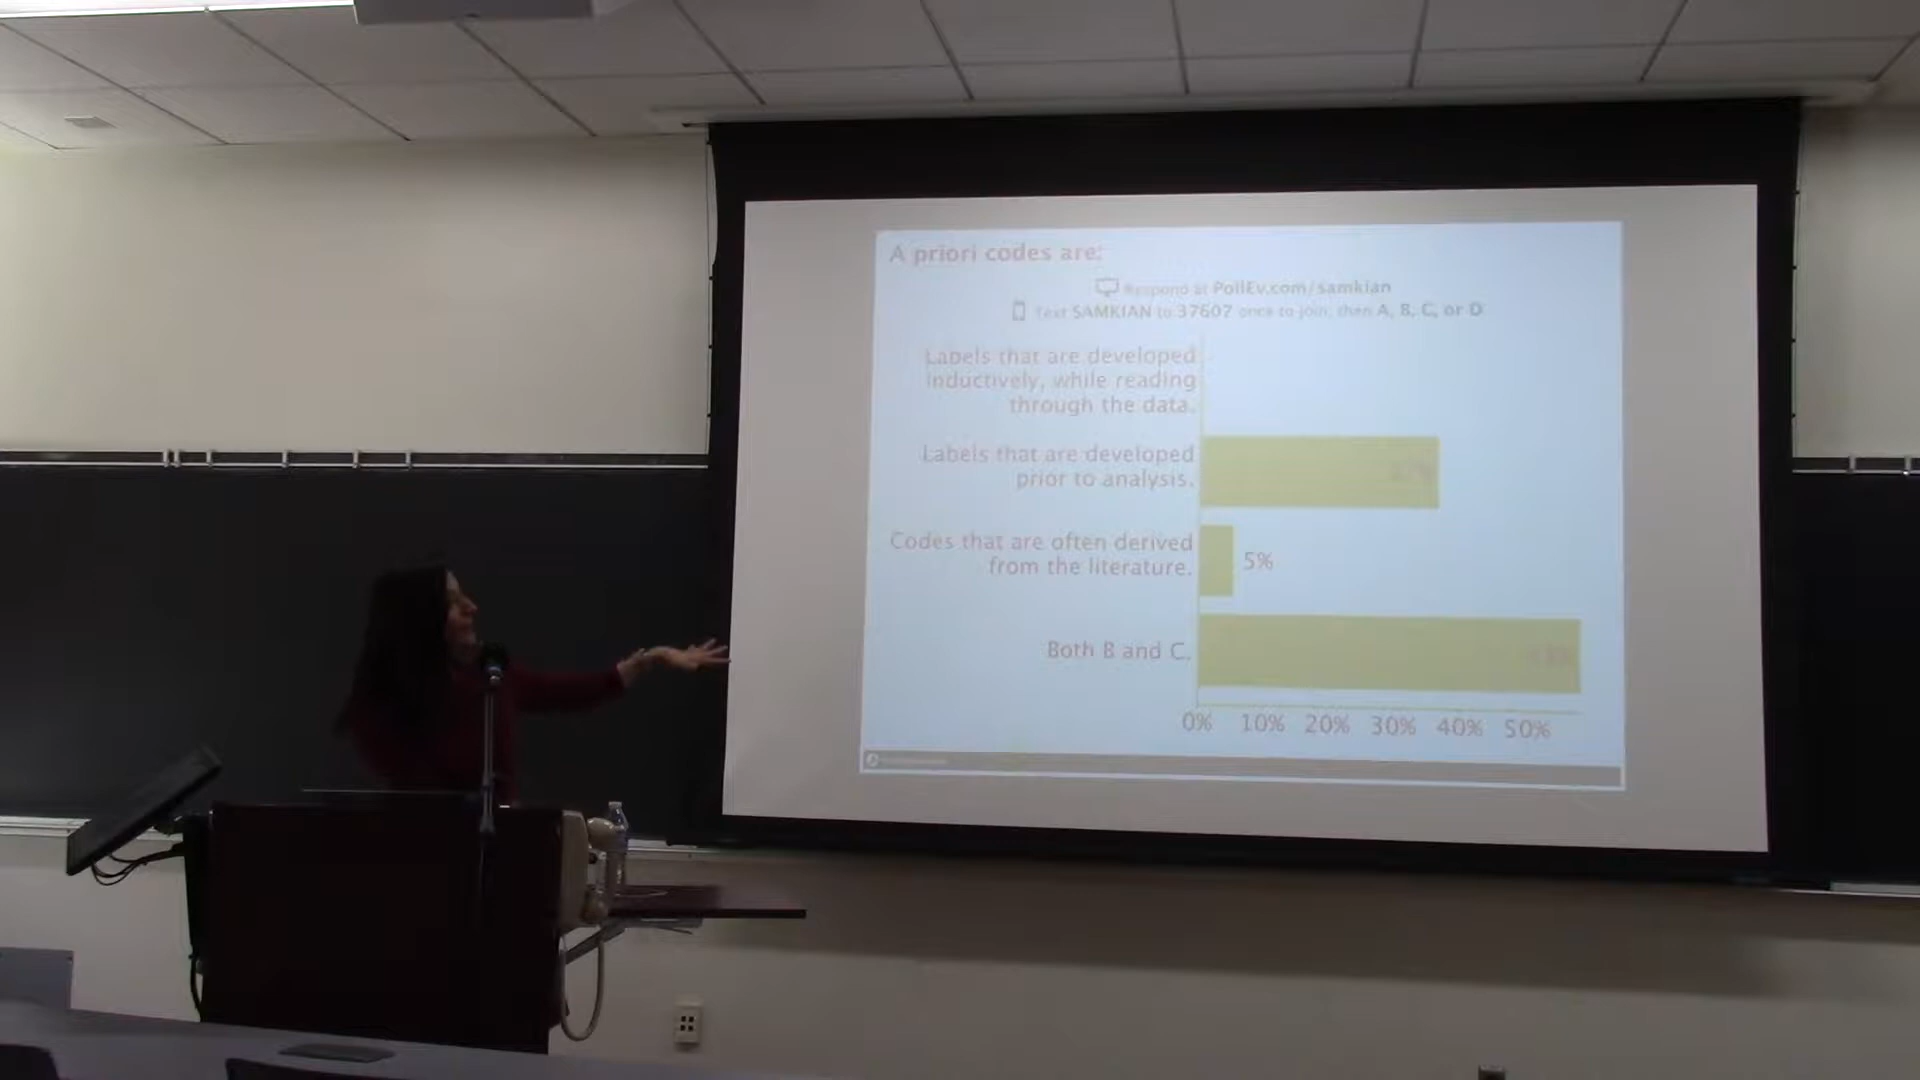 A priori codes are:
Respond at PollEv.com/samkian
Text SAMKIAN to 37607 once to join, then A, B, C, or D
Labels that are developed
inductively, while reading
through the data.
Labels that are developed
prior to analysis.
Codes that are often derived
from the literature.
5%
Both B and C.
0% 10% 20% 30% 40% 50%